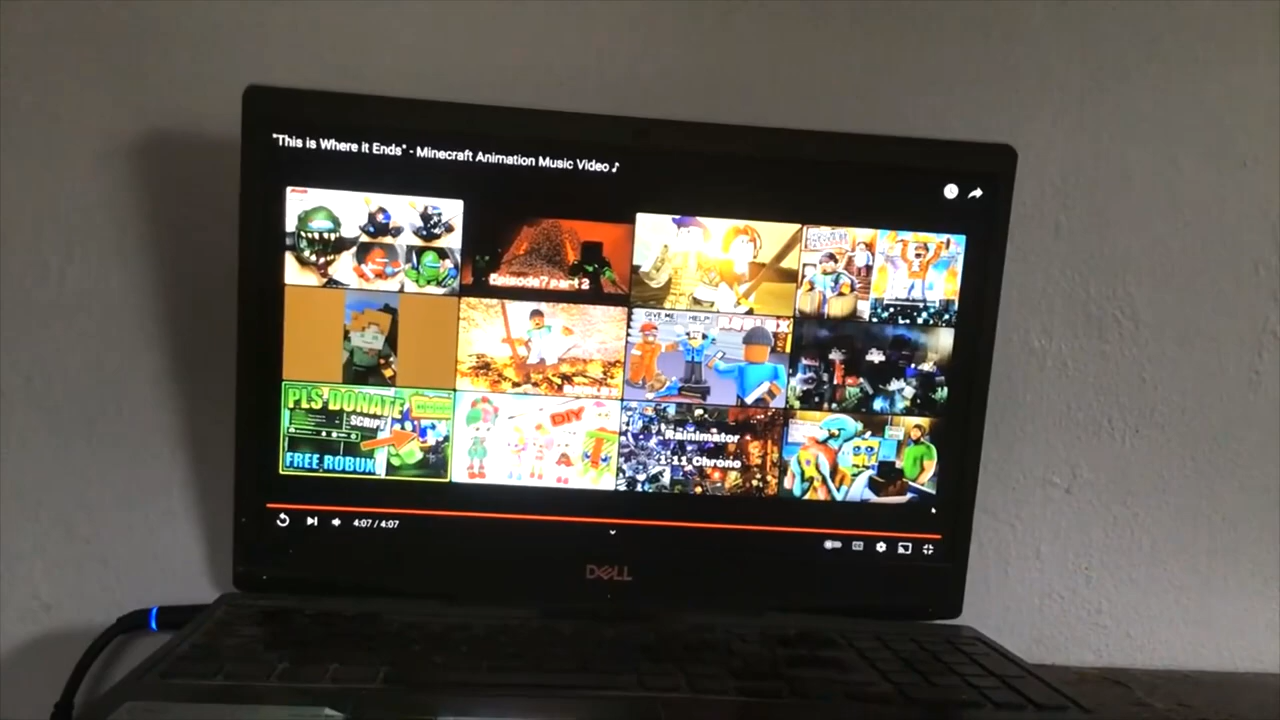 "This is Where it Ends" - Minecraft Animation Music Video ♪
Episode 7 part 2
GIVE ME
HELP!
ROBLOX
PLS DONATE
SCRIPT
FREE ROBUX
DIY
Rainimator
1-11 Chrono
4:07 / 4:07
DELL